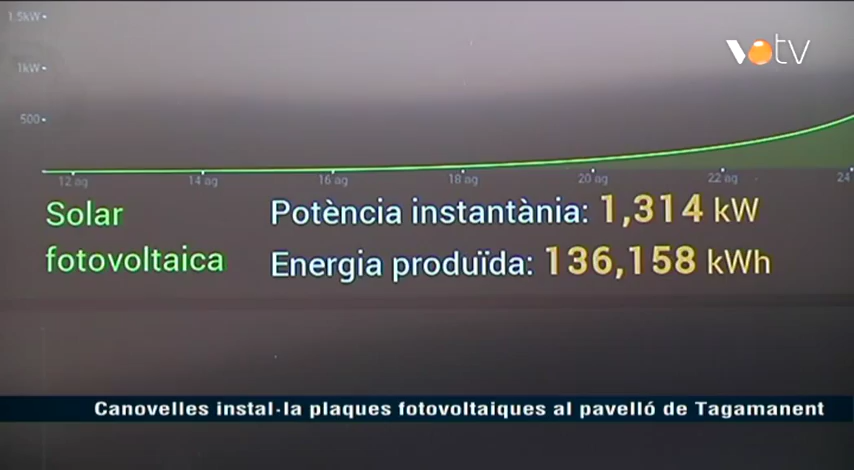 1.5kW
votv
1kW
500
12 ag 14 ag 16 ag 18 ag 20 ag 22 ag 24
Solar
fotovoltaica
Potència instantània: 1,314 kW
Energia produïda: 136,158 kWh
Canovelles instal·la plaques fotovoltaiques al pavelló de Tagamanent